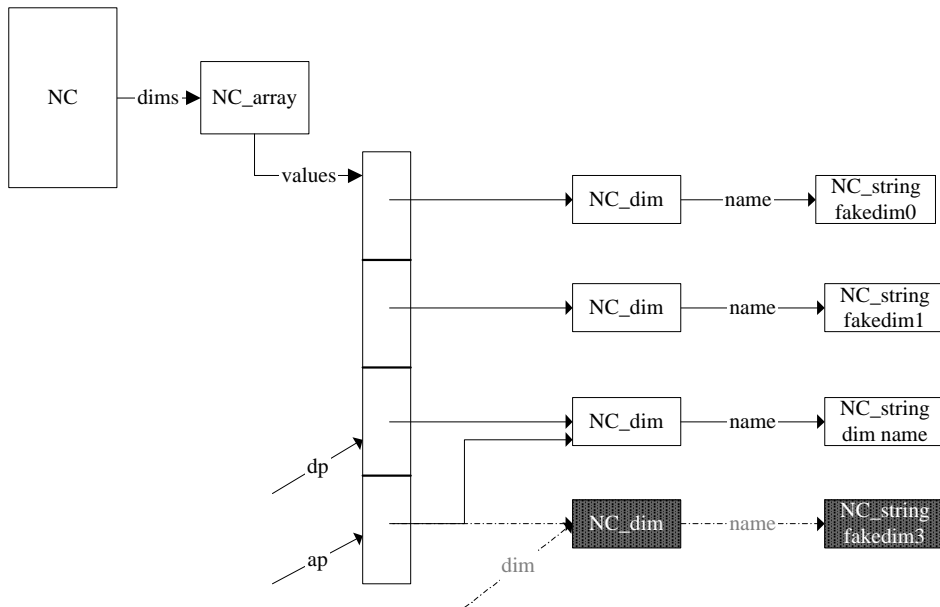 NC
dims
NC_array
values
NC_dim
name
NC_string
fakedim0
NC_dim
name
NC_string
fakedim1
NC_dim
name
NC_string
dim name
dp
NC_dim
name
NC_string
fakedim3
ap
dim